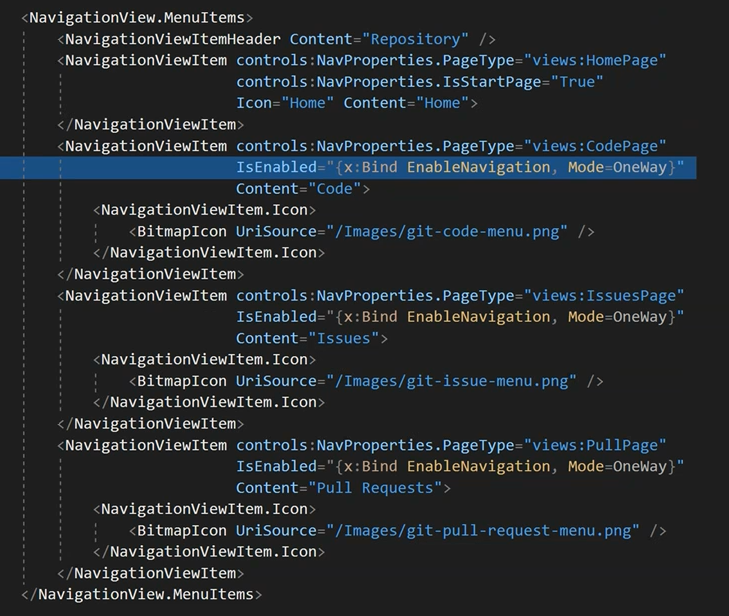 <NavigationView.MenuItems>
<NavigationViewItemHeader Content="Repository" />
<NavigationViewItem controls:NavProperties.PageType="views:HomePage"
controls:NavProperties.IsStartPage="True"
Icon="Home" Content="Home">
</NavigationViewItem>
<NavigationViewItem controls:NavProperties.PageType="views:CodePage"
IsEnabled="{x:Bind EnableNavigation, Mode=OneWay}"
Content="Code">
<NavigationViewItem.Icon>
<BitmapIcon UriSource="/Images/git-code-menu.png" />
</NavigationViewItem.Icon>
</NavigationViewItem>
<NavigationViewItem controls:NavProperties.PageType="views:IssuesPage"
IsEnabled="{x:Bind EnableNavigation, Mode=OneWay}"
Content="Issues">
<NavigationViewItem.Icon>
<BitmapIcon UriSource="/Images/git-issue-menu.png" />
</NavigationViewItem.Icon>
</NavigationViewItem>
<NavigationViewItem controls:NavProperties.PageType="views:PullPage"
IsEnabled="{x:Bind EnableNavigation, Mode=OneWay}"
Content="Pull Requests">
<NavigationViewItem.Icon>
<BitmapIcon UriSource="/Images/git-pull-request-menu.png" />
</NavigationViewItem.Icon>
</NavigationViewItem>
</NavigationView.MenuItems>